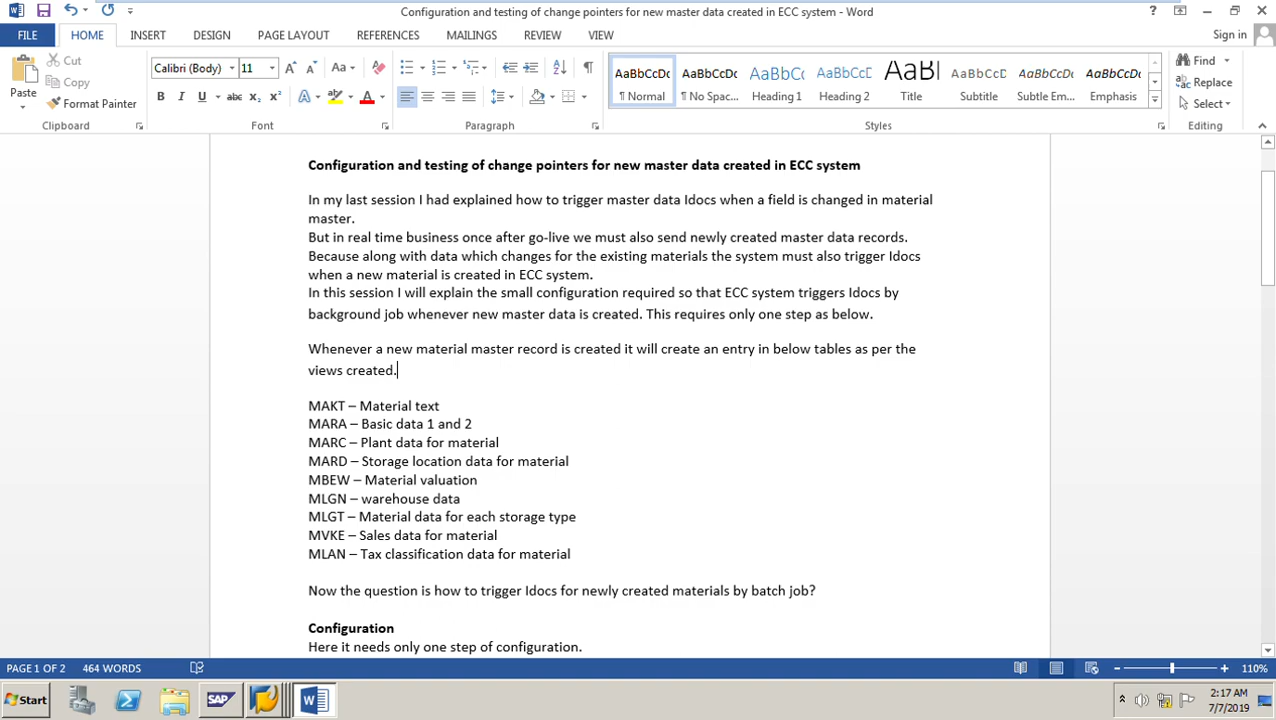 Configuration and testing of change pointers for new master data created in ECC system - Word
FILE HOME INSERT DESIGN PAGE LAYOUT REFERENCES MAILINGS REVIEW VIEW Sign in
Paste
Cut
Copy
Format Painter
Clipboard
Calibri (Body) 11
Font
Paragraph
AaBbCcDc AaBbCcDc AaBbCc AaBbCcC AaBl AaBbCcC AaBbCcDc AaBbCcDc
¶ Normal ¶ No Spac... Heading 1 Heading 2 Title Subtitle Subtle Em... Emphasis
Styles
Find
Replace
Select
Editing
Configuration and testing of change pointers for new master data created in ECC system
In my last session I had explained how to trigger master data Idocs when a field is changed in material
master.
But in real time business once after go-live we must also send newly created master data records.
Because along with data which changes for the existing materials the system must also trigger Idocs
when a new material is created in ECC system.
In this session I will explain the small configuration required so that ECC system triggers Idocs by
background job whenever new master data is created. This requires only one step as below.
Whenever a new material master record is created it will create an entry in below tables as per the
views created.
MAKT – Material text
MARA – Basic data 1 and 2
MARC – Plant data for material
MARD – Storage location data for material
MBEW – Material valuation
MLGN – warehouse data
MLGT – Material data for each storage type
MVKE – Sales data for material
MLAN – Tax classification data for material
Now the question is how to trigger Idocs for newly created materials by batch job?
Configuration
Here it needs only one step of configuration.
PAGE 1 OF 2 464 WORDS 110%
Start SAP 2:17 AM
7/7/2019